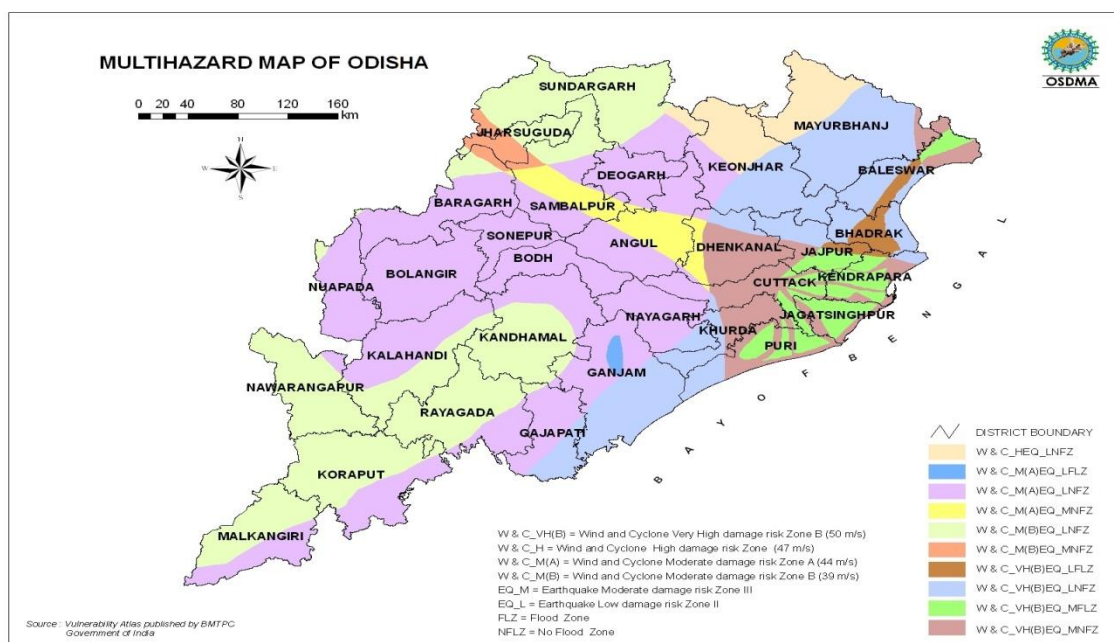 MULTIHAZARD MAP OF ODISHA
OSDMA
0 20 40 80 120 160
km
N
W E
S
SUNDARGARH
JHARSUGUDA
MAYURBHANJ
KEONJHAR
DEOGARH
BALESWAR
BARAGARH
SAMBALPUR
SONEPUR
ANGUL
DHENKANAL
BHADRAK
JAJPUR
BODH
BOLANGIR
KENDRAPARA
CUTTACK
NUAPADA
JAGATSINGHPUR
NAYAGARH
KHURDA
KANDHAMAL
PURI
KALAHANDI
GANJAM
NAWARANGAPUR
RAYAGADA
GAJAPATI
KORAPUT
MALKANGIRI
BAY OF BENGAL
DISTRICT BOUNDARY
W & C_HEQ_LNFZ
W & C_M(A)EQ_LFLZ
W & C_M(A)EQ_LNFZ
W & C_M(A)EQ_MNFZ
W & C_M(B)EQ_LNFZ
W & C_M(B)EQ_MNFZ
W & C_VH(B)EQ_LFLZ
W & C_VH(B)EQ_LNFZ
W & C_VH(B)EQ_MFLZ
W & C_VH(B)EQ_MNFZ
W & C_VH(B) = Wind and Cyclone Very High damage risk Zone B (50 m/s)
W & C_H = Wind and Cyclone High damage risk Zone (47 m/s)
W & C_M(A) = Wind and Cyclone Moderate damage risk Zone A (44 m/s)
W & C_M(B) = Wind and Cyclone Moderate damage risk Zone B (39 m/s)
EQ_M = Earthquake Moderate damage risk Zone III
EQ_L = Earthquake Low damage risk Zone II
FLZ = Flood Zone
NFLZ = No Flood Zone
Source : Vulnerability Atlas published by BMTPC
Government of India